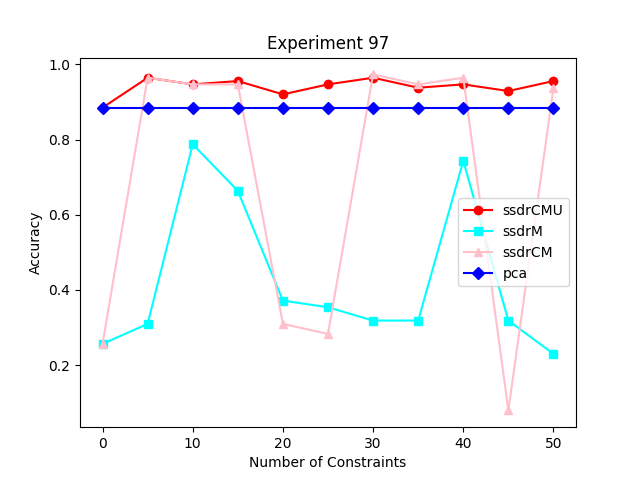 Experiment 97
1.0
0.8
0.6
0.4
0.2
Accuracy
ssdrCMU
ssdrM
ssdrCM
pca
0 10 20 30 40 50
Number of Constraints